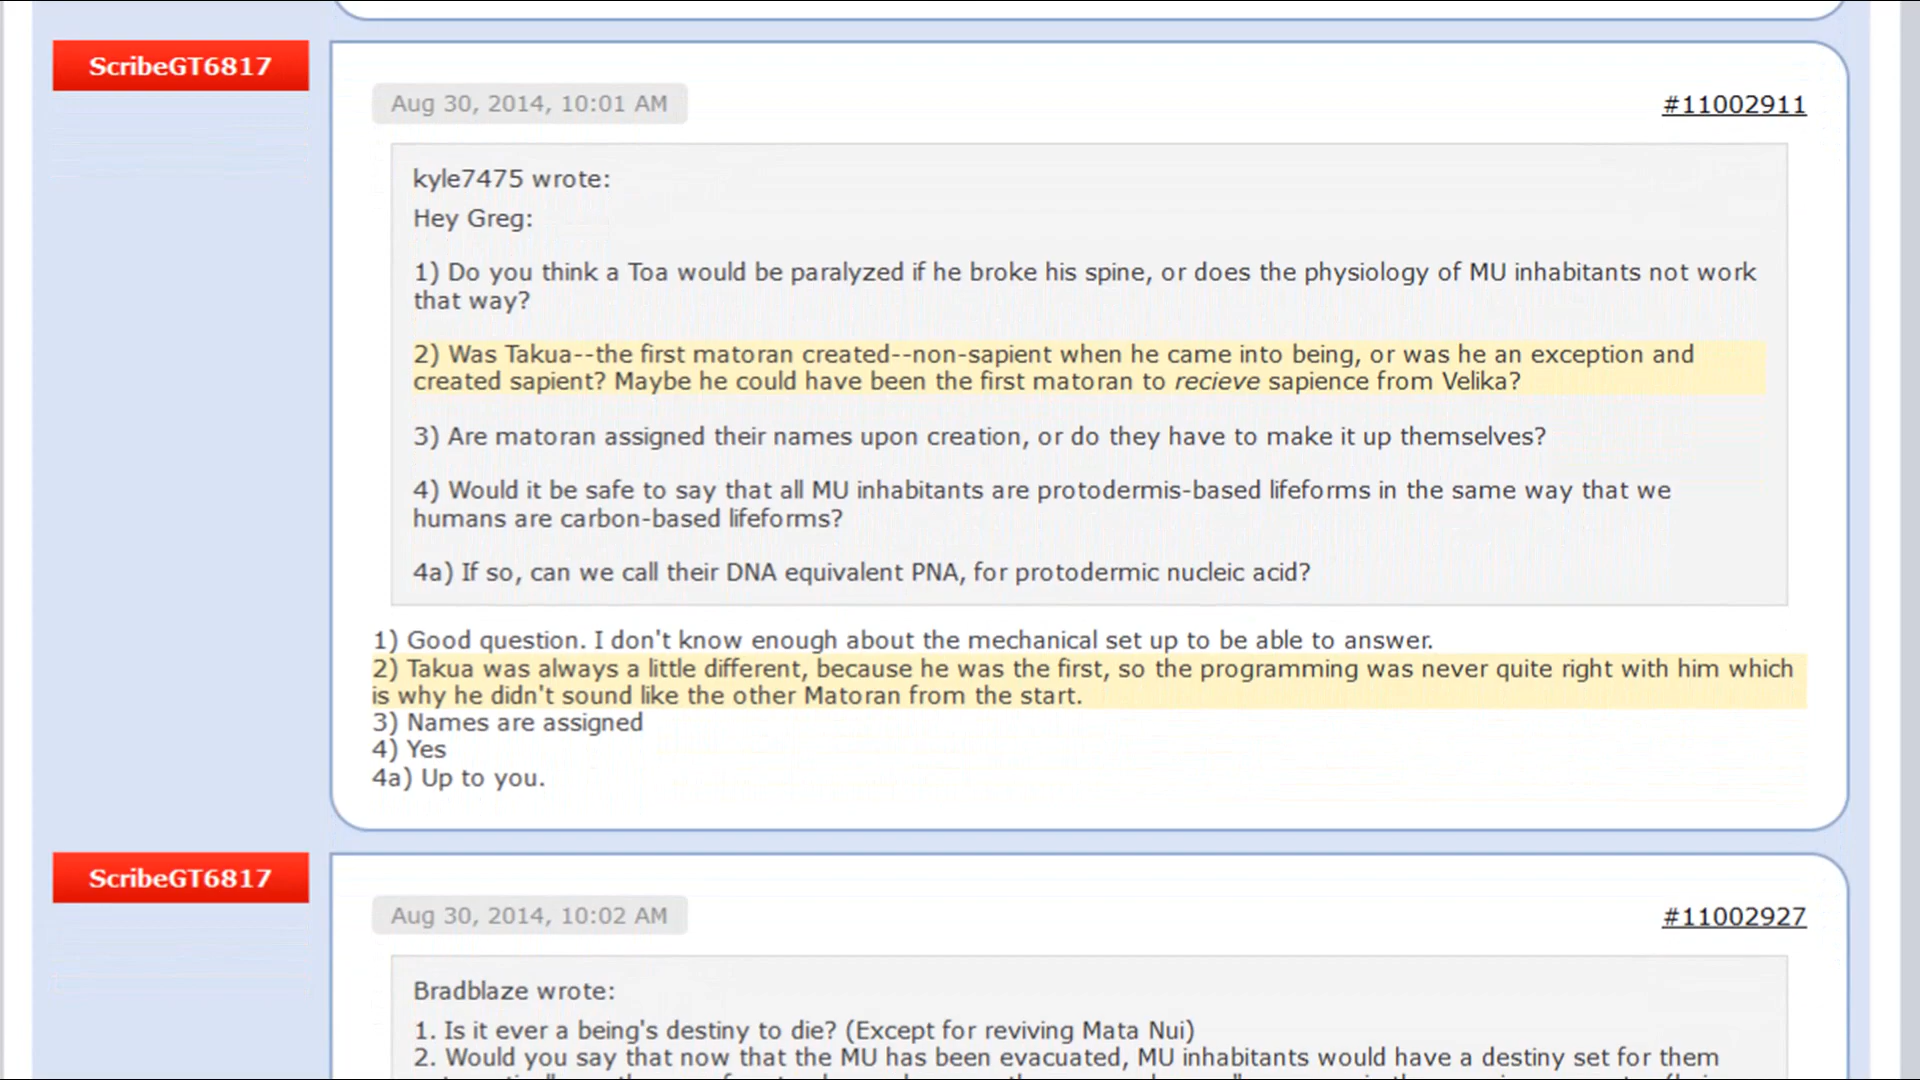 ScribeGT6817
Aug 30, 2014, 10:01 AM
#11002911
kyle7475 wrote:
Hey Greg:
1) Do you think a Toa would be paralyzed if he broke his spine, or does the physiology of MU inhabitants not work
that way?
2) Was Takua--the first matoran created--non-sapient when he came into being, or was he an exception and
created sapient? Maybe he could have been the first matoran to recieve sapience from Velika?
3) Are matoran assigned their names upon creation, or do they have to make it up themselves?
4) Would it be safe to say that all MU inhabitants are protodermis-based lifeforms in the same way that we
humans are carbon-based lifeforms?
4a) If so, can we call their DNA equivalent PNA, for protodermic nucleic acid?
1) Good question. I don't know enough about the mechanical set up to be able to answer.
2) Takua was always a little different, because he was the first, so the programming was never quite right with him which
is why he didn't sound like the other Matoran from the start.
3) Names are assigned
4) Yes
4a) Up to you.
ScribeGT6817
Aug 30, 2014, 10:02 AM
#11002927
Bradblaze wrote:
1. Is it ever a being's destiny to die? (Except for reviving Mata Nui)
2. Would you say that now that the MU has been evacuated, MU inhabitants would have a destiny set for them